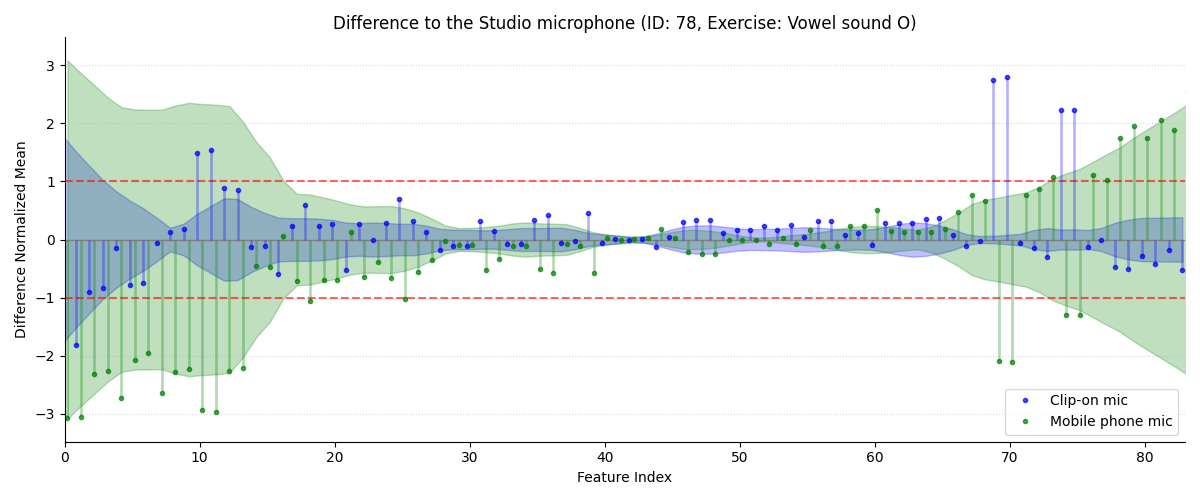 Difference to the Studio microphone (ID: 78, Exercise: Vowel sound O)
Difference Normalized Mean
3
2
1
0
−1
−2
−3
0 10 20 30 40 50 60 70 80
Feature Index
Clip-on mic
Mobile phone mic